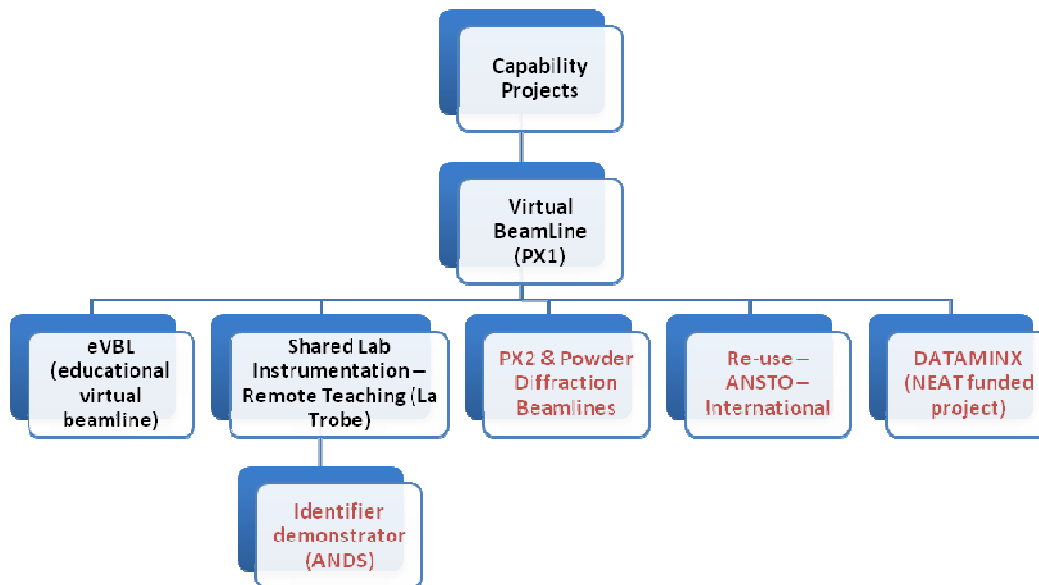 Capability
Projects
Virtual
BeamLine
(PX1)
eVBL
(educational
virtual
beamline)
Shared Lab
Instrumentation –
Remote Teaching (La
Trobe)
PX2 & Powder
Diffraction
Beamlines
Re-use –
ANSTO –
International
DATAMINX
(NEAT funded
project)
Identifier
demonstrator
(ANDS)